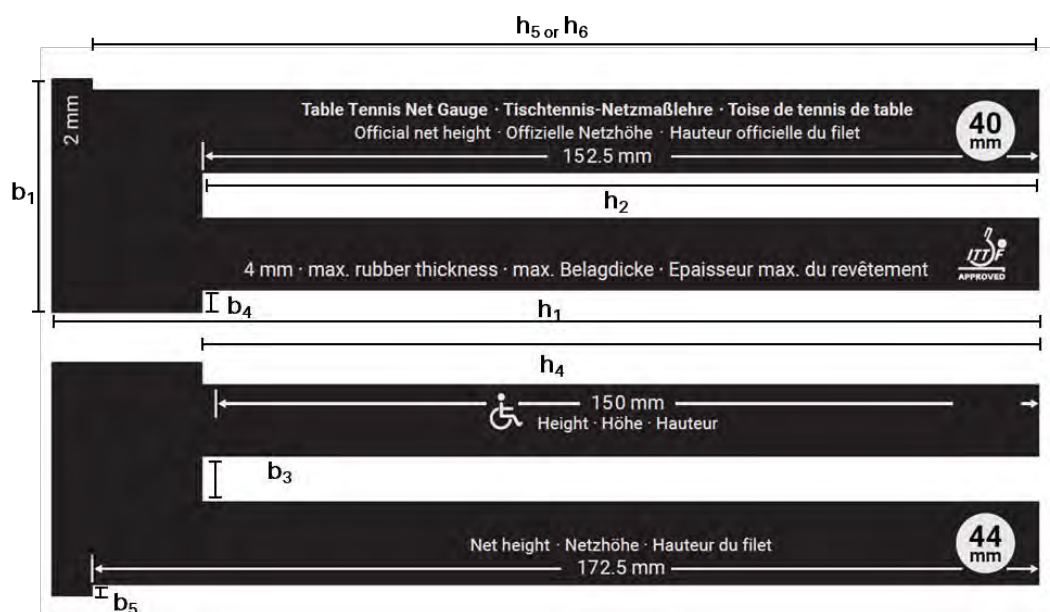 h5 or h6
2 mm
Table Tennis Net Gauge · Tischtennis-Netzmaßlehre · Toise de tennis de table
Official net height · Offizielle Netzhöhe · Hauteur officielle du filet
40
mm
152.5 mm
b1
h2
4 mm · max. rubber thickness · max. Belagdicke · Epaisseur max. du revêtement
ITTF
APPROVED
b4
h1
h4
150 mm
Height · Höhe · Hauteur
b3
Net height · Netzhöhe · Hauteur du filet
44
mm
172.5 mm
b5